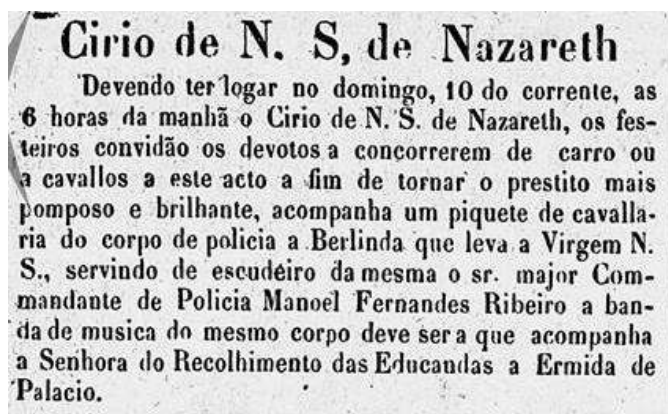 Cirio de N. S, de Nazareth
Devendo ter logar no domingo, 10 do corrente, as
6 horas da manhã o Cirio de N. S. de Nazareth, os fes-
teiros convidão os devotos a concorrerem de carro ou
a cavallos a este acto a fim de tornar o prestito mais
pomposo e brilhante, acompanha um piquete de cavalla-
ria do corpo de policia a Berlinda que leva a Virgem N.
S., servindo de escudeiro da mesma o sr. major Com-
mandante de Policia Manoel Fernandes Ribeiro a ban-
da de musica do mesmo corpo deve ser a que acompanha
a Senhora do Recolhimento das Educandas a Ermida de
Palacio.